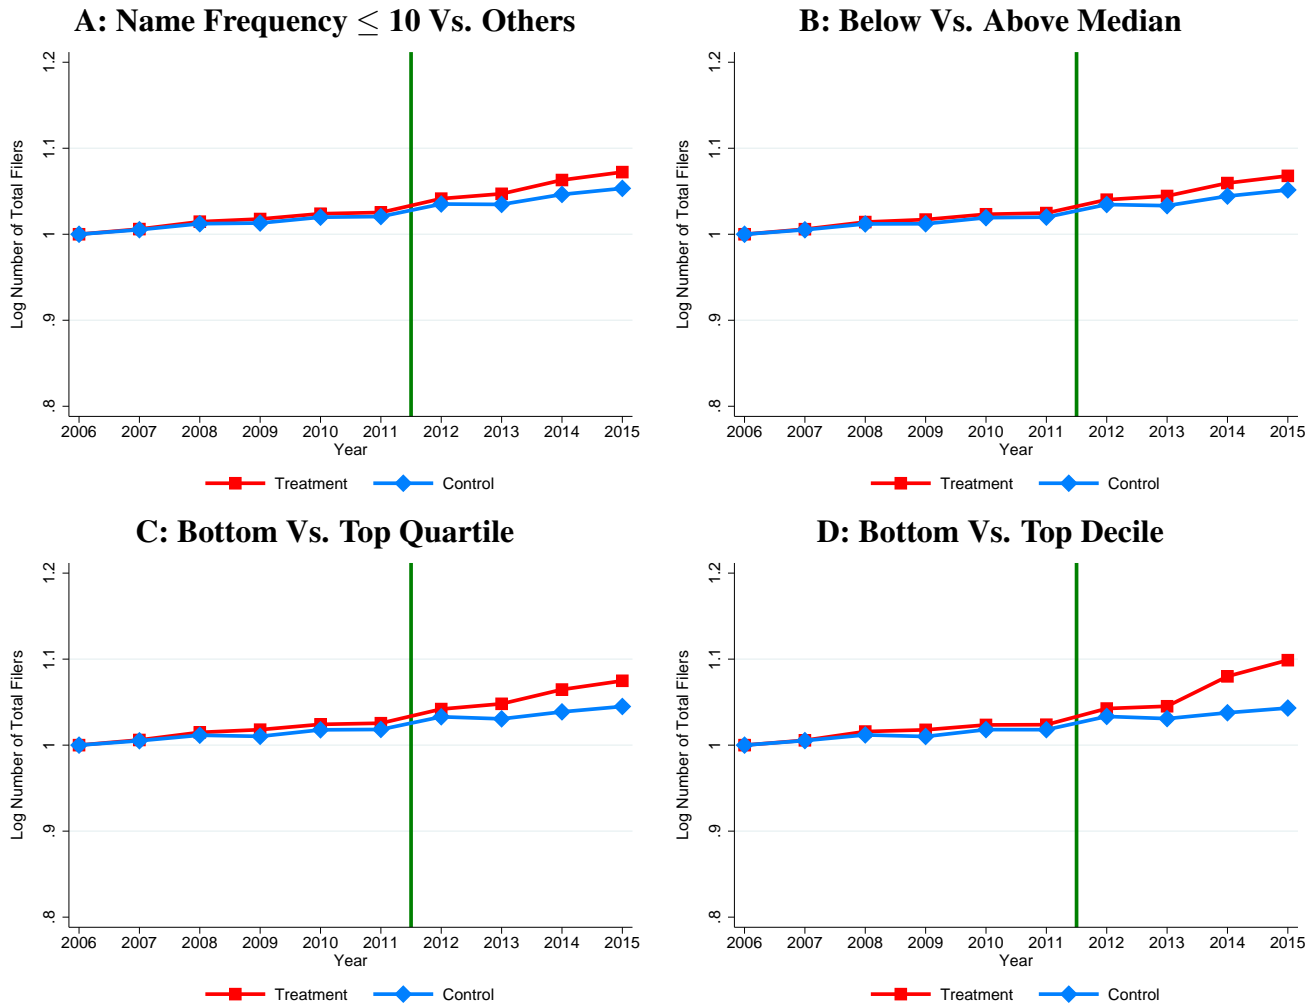 A: Name Frequency ≤ 10 Vs. Others
Log Number of Total Filers
1.2
1.1
1
.9
.8
2006 2007 2008 2009 2010 2011 2012 2013 2014 2015
Year
Treatment Control
B: Below Vs. Above Median
Log Number of Total Filers
1.2
1.1
1
.9
.8
2006 2007 2008 2009 2010 2011 2012 2013 2014 2015
Year
Treatment Control
C: Bottom Vs. Top Quartile
Log Number of Total Filers
1.2
1.1
1
.9
.8
2006 2007 2008 2009 2010 2011 2012 2013 2014 2015
Year
Treatment Control
D: Bottom Vs. Top Decile
Log Number of Total Filers
1.2
1.1
1
.9
.8
2006 2007 2008 2009 2010 2011 2012 2013 2014 2015
Year
Treatment Control